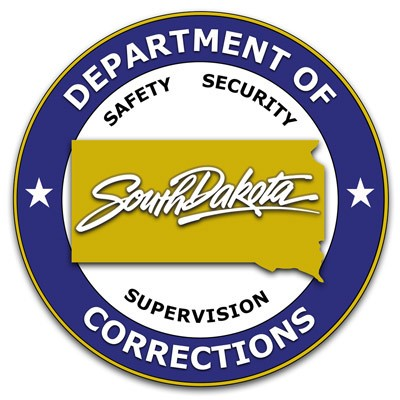 DEPARTMENT OF
SAFETY SECURITY
South Dakota
SUPERVISION
CORRECTIONS